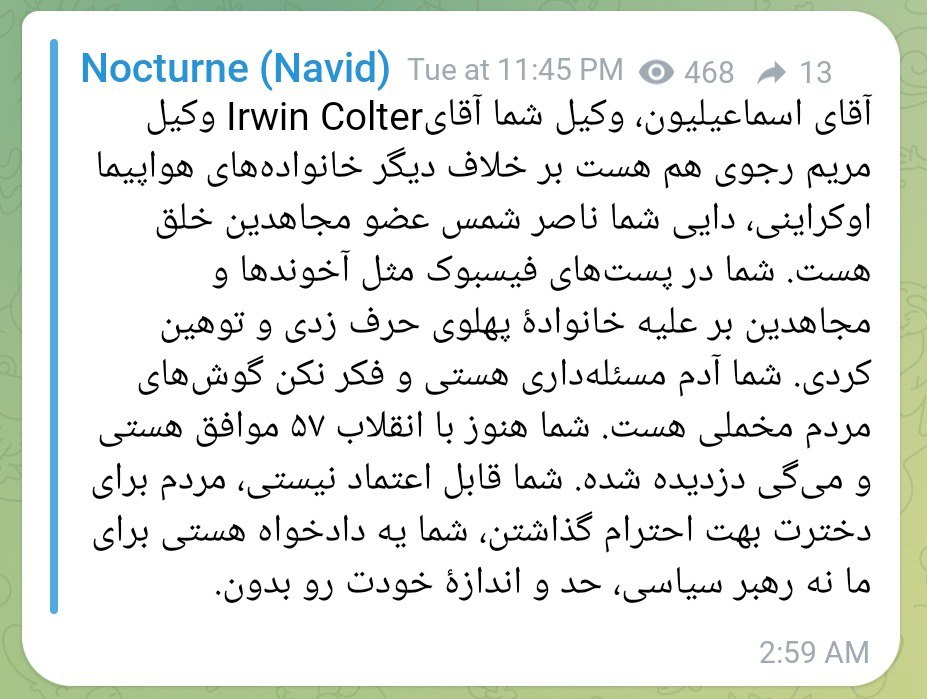 Nocturne (Navid) Tue at 11:45 PM 468 13
آقای اسماعیلیون، وکیل شما آقای Irwin Colter وکیل
مریم رجوی هم هست بر خلاف دیگر خانواده‌های هواپیما
اوکراینی، دایی شما ناصر شمس عضو مجاهدین خلق
هست. شما در پست‌های فیسبوک مثل آخوندها و
مجاهدین بر علیه خانوادهٔ پهلوی حرف زدی و توهین
کردی. شما آدم مسئله‌داری هستی و فکر نکن گوش‌های
مردم مخملی هست. شما هنوز با انقلاب ۵۷ موافق هستی
و می‌گی دزدیده شده. شما قابل اعتماد نیستی، مردم برای
دخترت بهت احترام گذاشتن، شما یه دادخواه هستی برای
ما نه رهبر سیاسی، حد و اندازهٔ خودت رو بدون.
2:59 AM